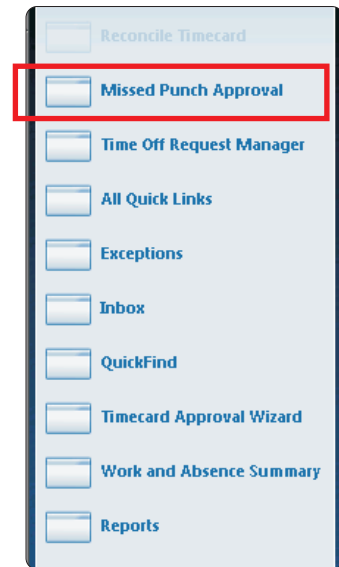 Reconcile Timecard
Missed Punch Approval
Time Off Request Manager
All Quick Links
Exceptions
Inbox
QuickFind
Timecard Approval Wizard
Work and Absence Summary
Reports